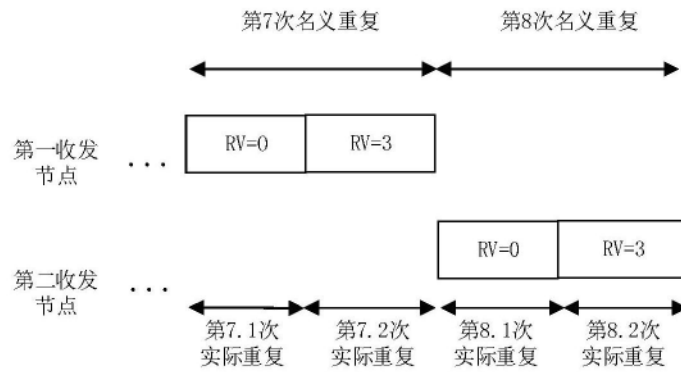 第7次名义重复 第8次名义重复
RV=0 RV=3
第一收发
节点
...
RV=0 RV=3
第二收发
节点
...
第7.1次 第7.2次 第8.1次 第8.2次
实际重复 实际重复 实际重复 实际重复